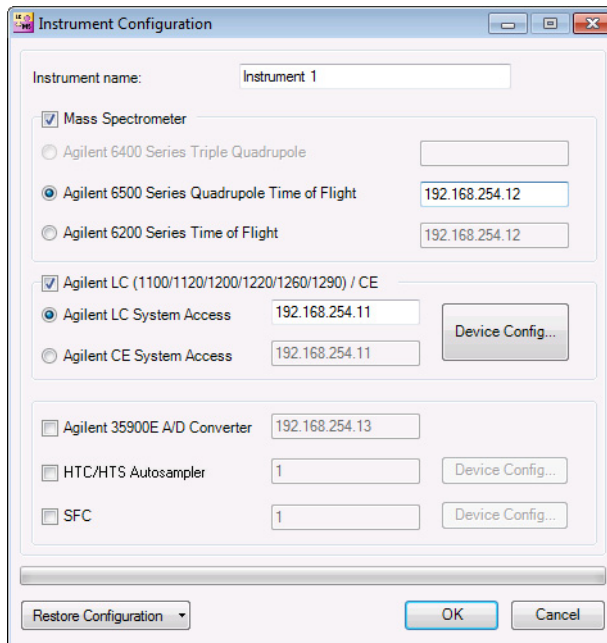 Instrument Configuration
Instrument name: Instrument 1
Mass Spectrometer
Agilent 6400 Series Triple Quadrupole
Agilent 6500 Series Quadrupole Time of Flight 192.168.254.12
Agilent 6200 Series Time of Flight 192.168.254.12
Agilent LC (1100/1120/1200/1220/1260/1290) / CE
Agilent LC System Access 192.168.254.11
Device Config...
Agilent CE System Access 192.168.254.11
Agilent 35900E A/D Converter 192.168.254.13
HTC/HTS Autosampler 1 Device Config...
SFC 1 Device Config...
Restore Configuration OK Cancel